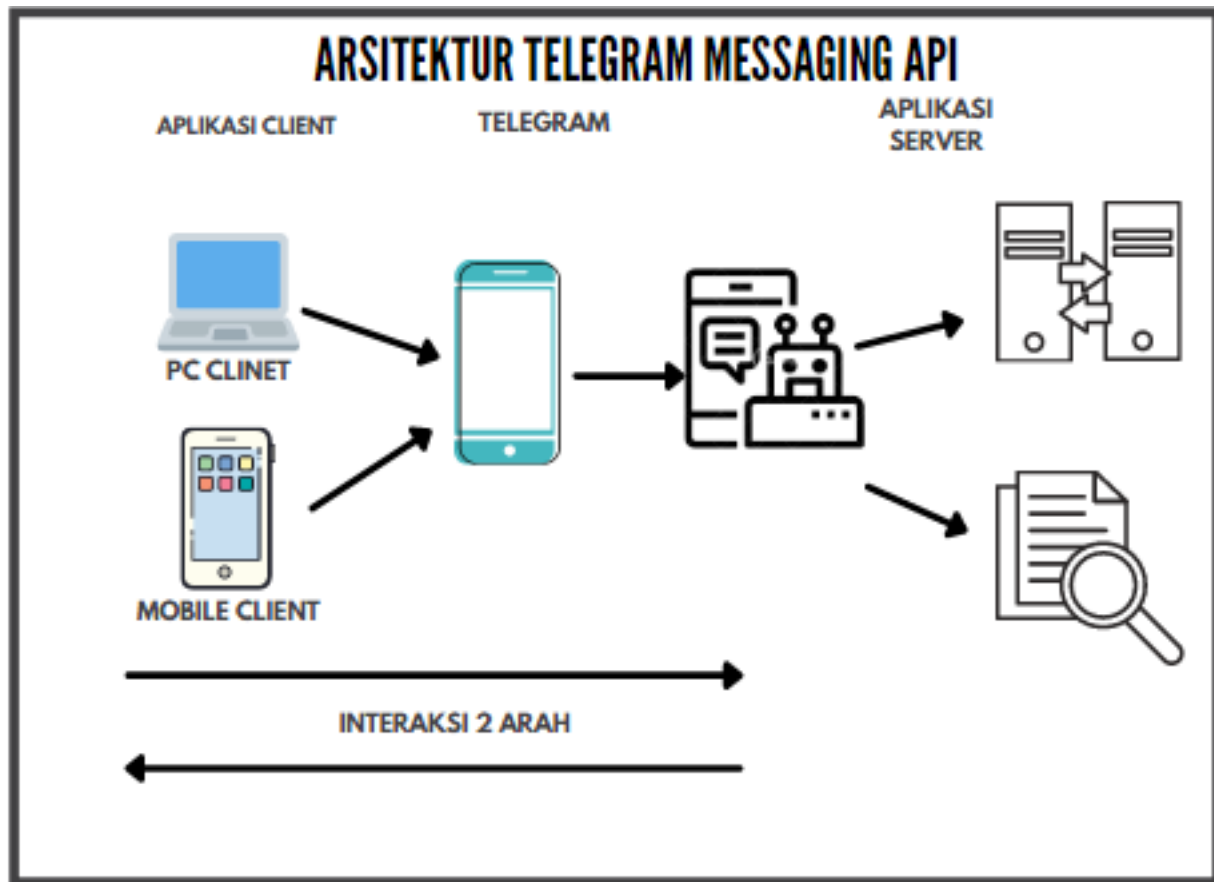 ARSITEKTUR TELEGRAM MESSAGING API
APLIKASI CLIENT
TELEGRAM
APLIKASI
SERVER
PC CLINET
MOBILE CLIENT
INTERAKSI 2 ARAH